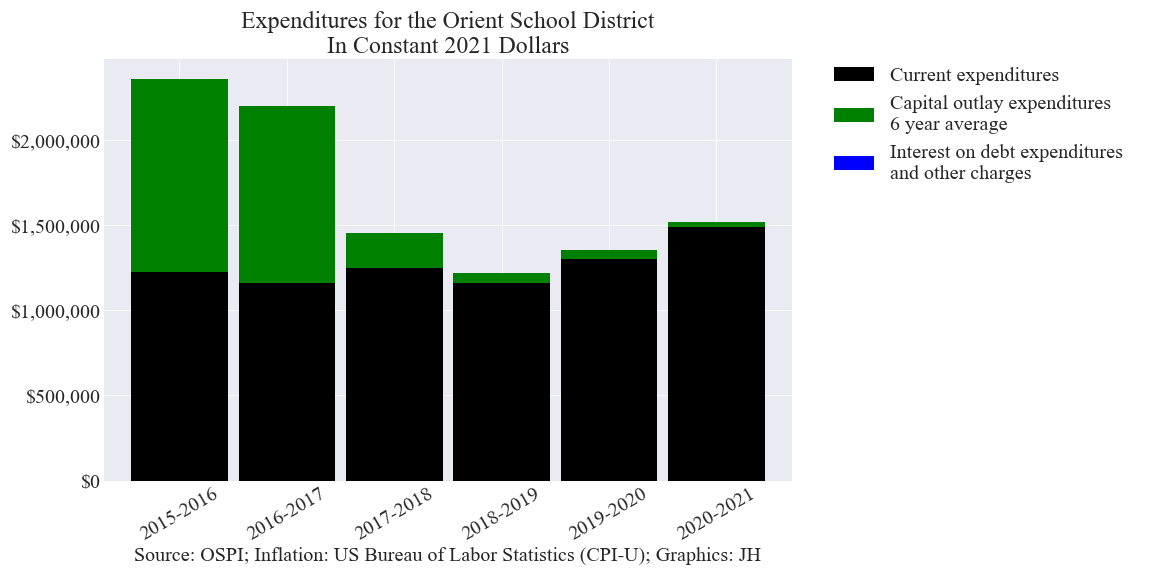 Expenditures for the Orient School District
In Constant 2021 Dollars
Current expenditures
Capital outlay expenditures
6 year average
Interest on debt expenditures
and other charges
$2,000,000
$1,500,000
$1,000,000
$500,000
$0
2015-2016
2016-2017
2017-2018
2018-2019
2019-2020
2020-2021
Source: OSPI; Inflation: US Bureau of Labor Statistics (CPI-U); Graphics: JH